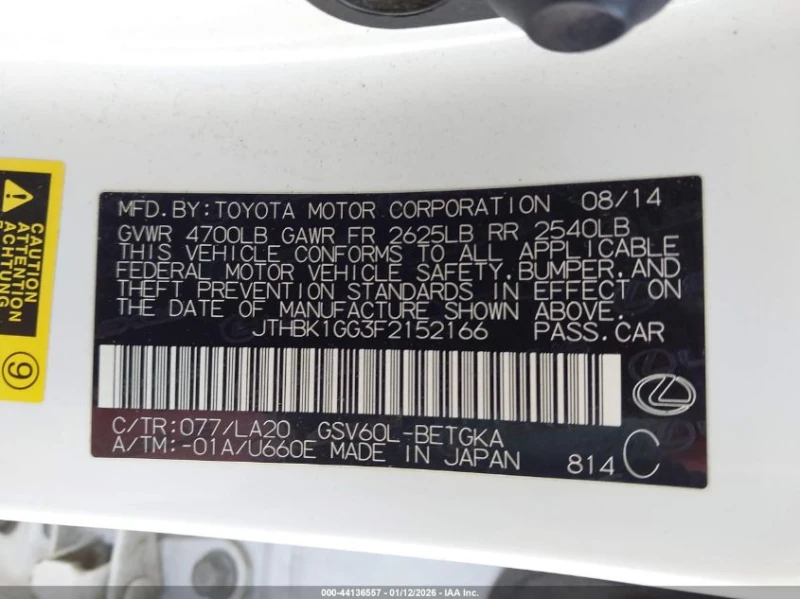 MFD.BY:TOYOTA MOTOR CORPORATION 08/14
GVWR 4700LB GAWR FR 2625LB RR 2540LB
THIS VEHICLE CONFORMS TO ALL APPLICABLE
FEDERAL MOTOR VEHICLE SAFETY,BUMPER,AND
THEFT PREVENTION STANDARDS IN EFFECT ON
THE DATE OF MANUFACTURE SHOWN ABOVE.
JTHBK1GG3F2152166 PASS.CAR
C/TR:077/LA20 GSV60L-BETGKA
A/TM:-01A/U660E MADE IN JAPAN
814 C
CAUTION
ATTENTION
ACHTUNG
9
000-44136557 - 01/12/2026 - IAA Inc.